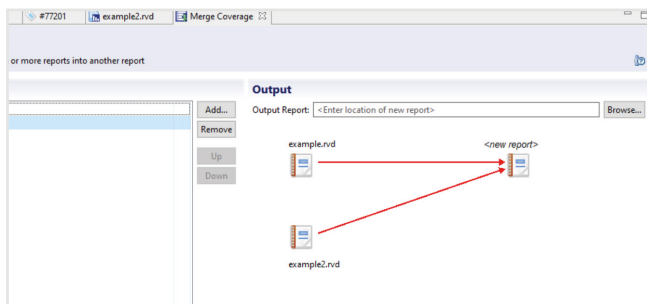 #77201 example2.rvd Merge Coverage
or more reports into another report
Output
Add...
Output Report: <Enter location of new report> Browse...
Remove
example.rvd <new report>
Up
Down
example2.rvd